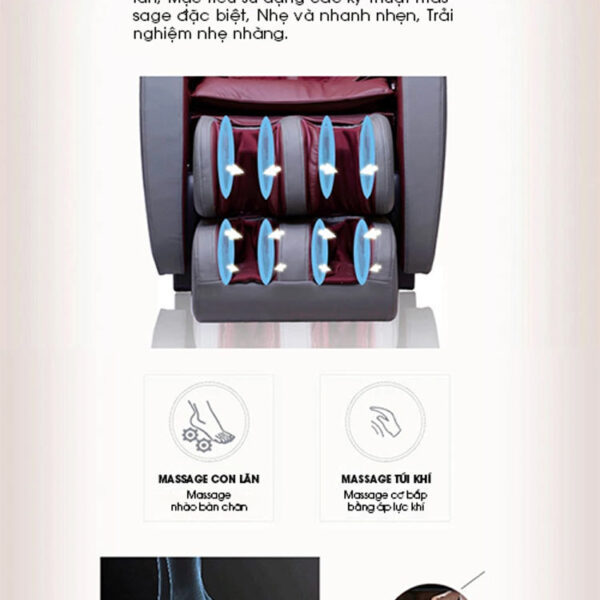 sage đặc biệt, Nhẹ và nhanh nhẹn, Trải
nghiệm nhẹ nhàng.
MASSAGE CON LĂN
Massage
nhào bàn chân
MASSAGE TÚI KHÍ
Massage cơ bắp
bằng áp lực khí